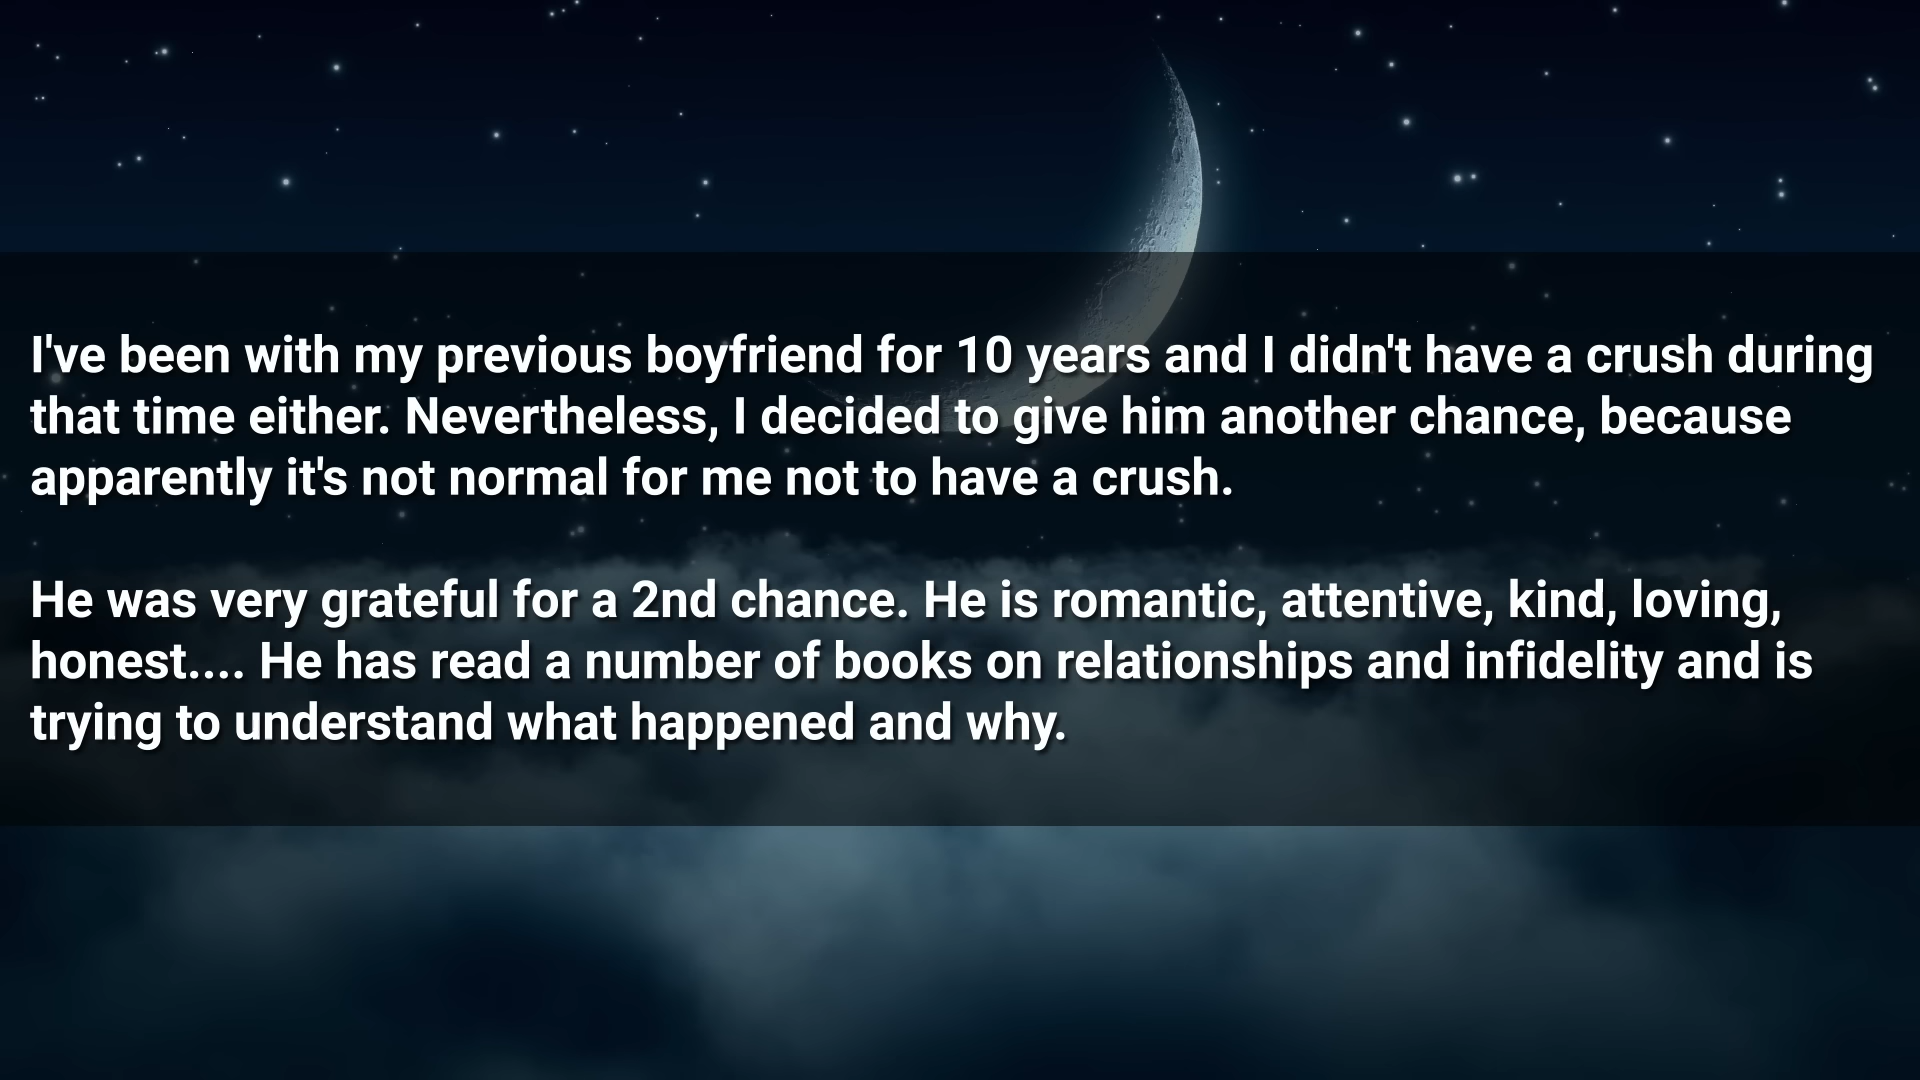 I've been with my previous boyfriend for 10 years and I didn't have a crush during
that time either. Nevertheless, I decided to give him another chance, because
apparently it's not normal for me not to have a crush.
He was very grateful for a 2nd chance. He is romantic, attentive, kind, loving,
honest.... He has read a number of books on relationships and infidelity and is
trying to understand what happened and why.